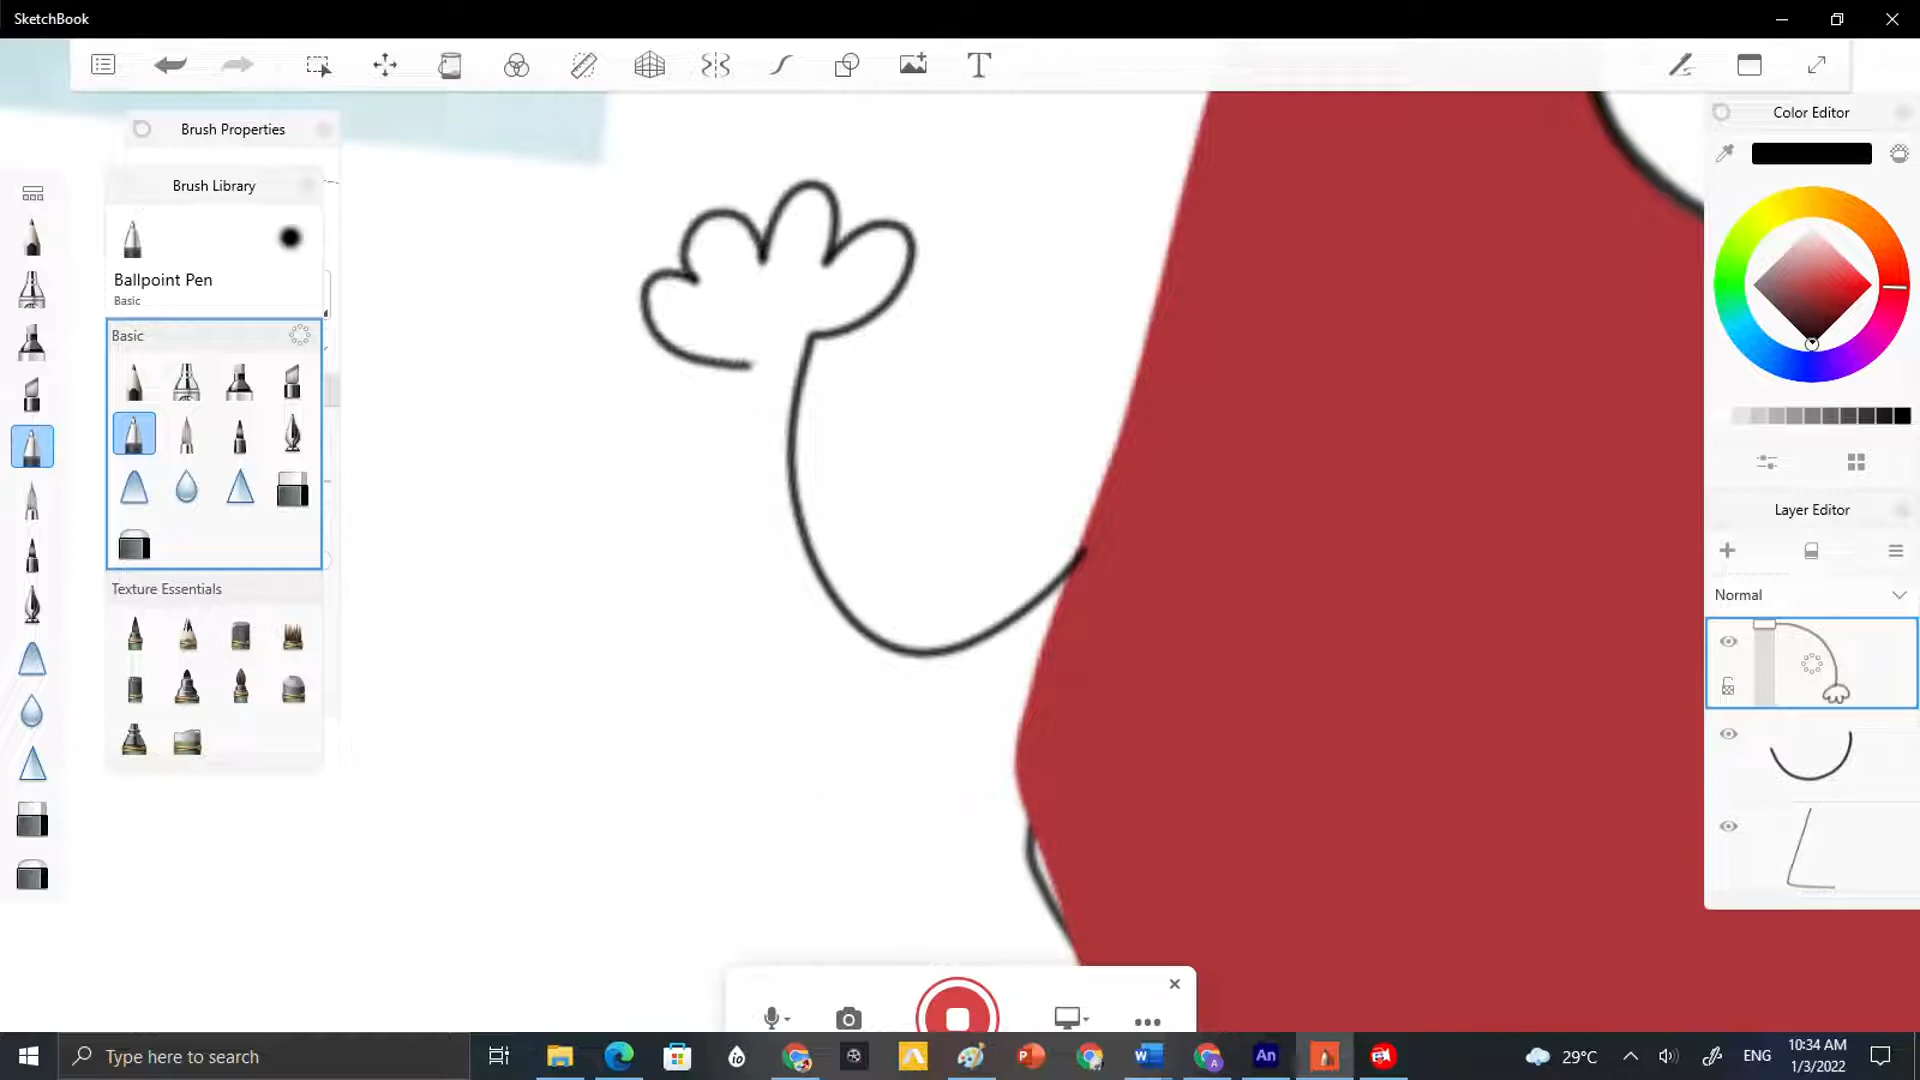 SketchBook
Brush Properties
Color Editor
Brush Library
Ballpoint Pen
Basic
Basic
Layer Editor
Texture Essentials
Normal
Type here to search
29°C
ENG
10:34 AM
1/3/2022